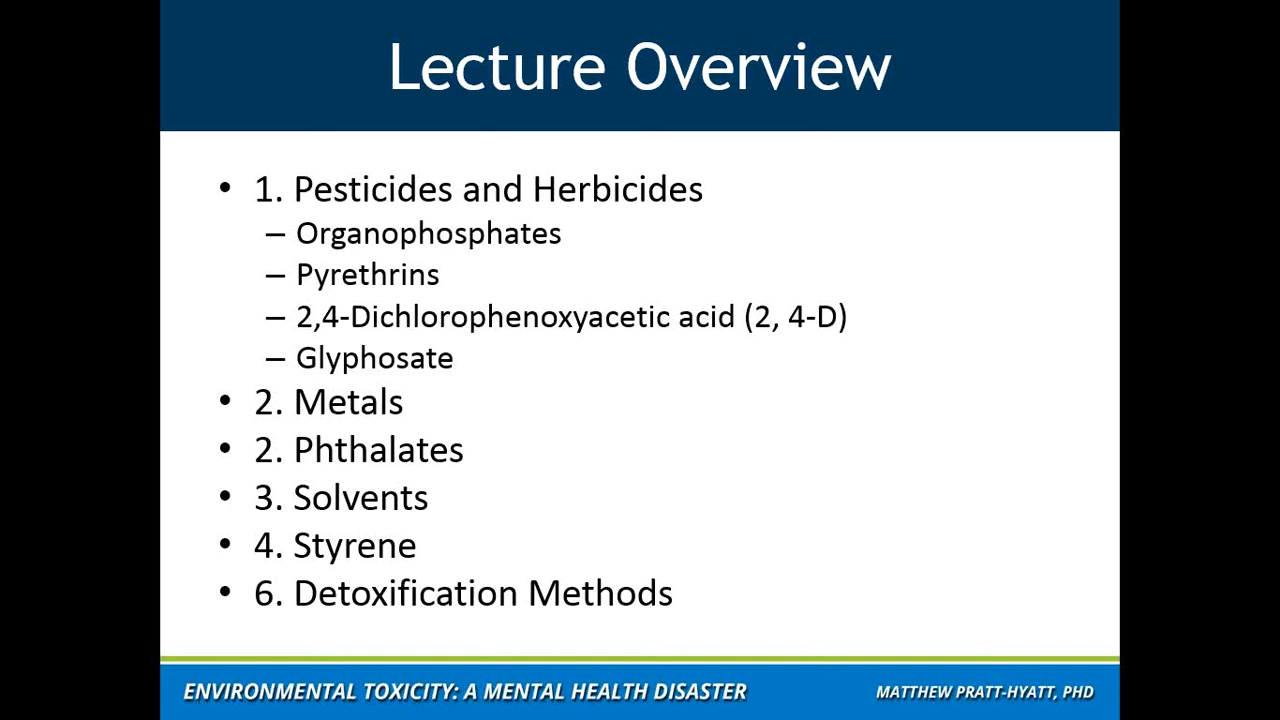 Lecture Overview
• 1. Pesticides and Herbicides
– Organophosphates
– Pyrethrins
– 2,4-Dichlorophenoxyacetic acid (2, 4-D)
– Glyphosate
• 2. Metals
• 2. Phthalates
• 3. Solvents
• 4. Styrene
• 6. Detoxification Methods
ENVIRONMENTAL TOXICITY: A MENTAL HEALTH DISASTER
MATTHEW PRATT-HYATT, PHD